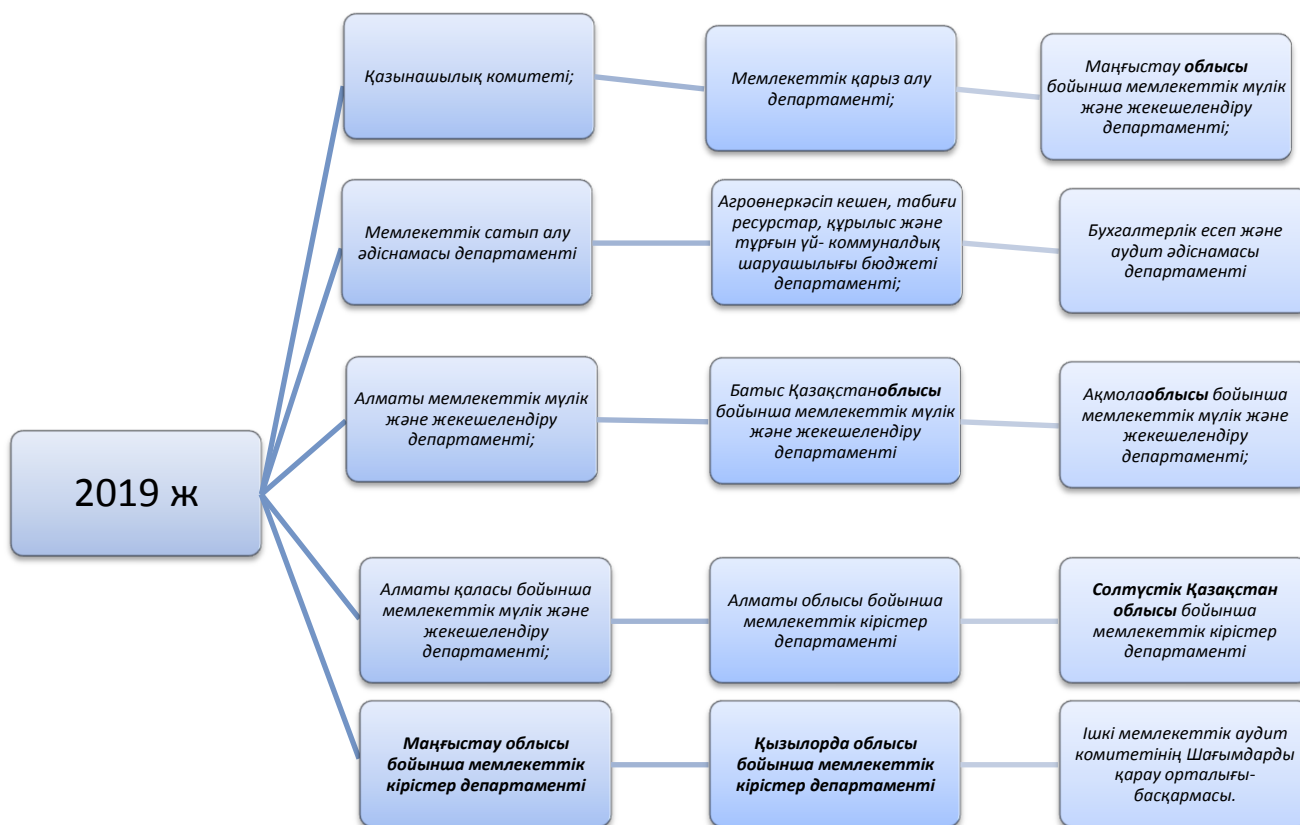 Қазынашылық комитеті;
Мемлекеттік қарыз алу
департаменті;
Маңғыстау облысы
бойынша мемлекеттік мүлік
және жекешелендіру
департаменті;
Мемлекеттік сатып алу
әдіснамасы департаменті
Агроөнеркәсіп кешен, табиғи
ресурстар, құрылыс және
тұрғын үй- коммуналдық
шаруашылығы бюджеті
департаменті;
Бухгалтерлік есеп және
аудит әдіснамасы
департаменті
2019 ж
Алматы мемлекеттік мүлік
және жекешелендіру
департаменті;
Батыс Қазақстаноблысы
бойынша мемлекеттік мүлік
және жекешелендіру
департаменті
Ақмолаоблысы бойынша
мемлекеттік мүлік және
жекешелендіру
департаменті;
Алматы қаласы бойынша
мемлекеттік мүлік және
жекешелендіру
департаменті;
Алматы облысы бойынша
мемлекеттік кірістер
департаменті
Солтүстік Қазақстан
облысы бойынша
мемлекеттік кірістер
департаменті
Маңғыстау облысы
бойынша мемлекеттік
кірістер департаменті
Қызылорда облысы
бойынша мемлекеттік
кірістер департаменті
Ішкі мемлекеттік аудит
комитетінің Шағымдарды
қарау орталығы-
басқармасы.